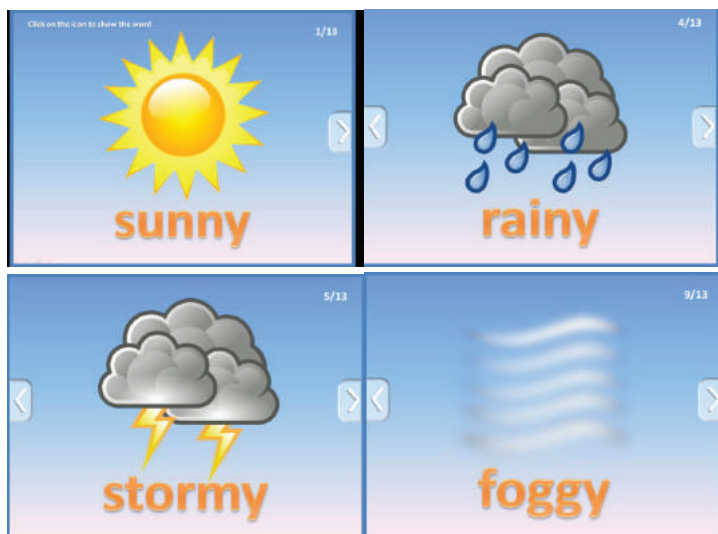 Click on the icon to show the word!
1/13
sunny
4/13
rainy
5/13
stormy
9/13
foggy